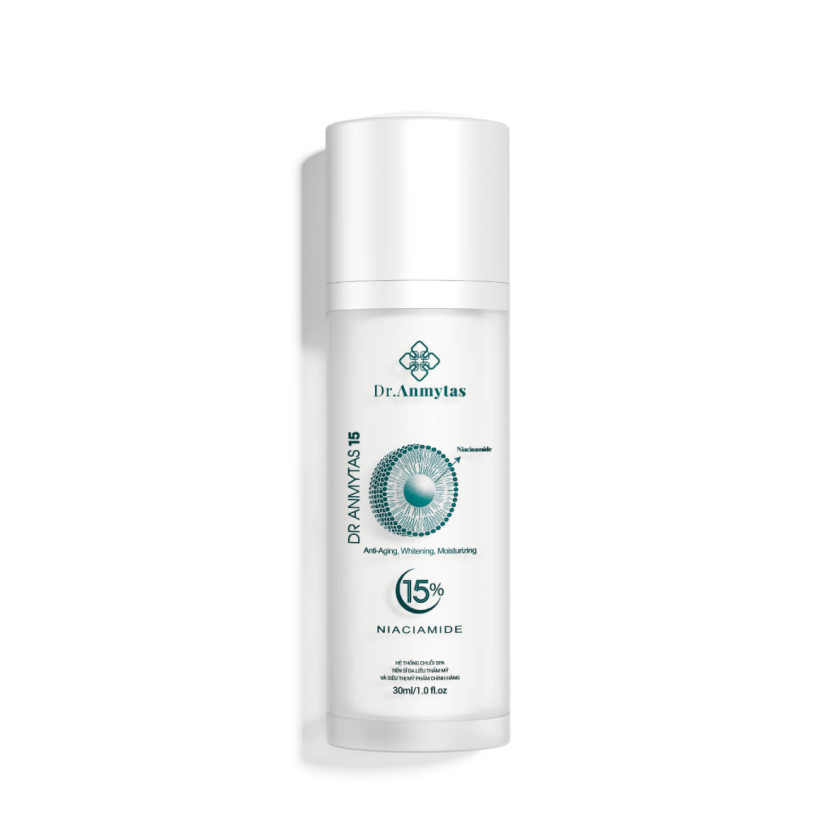 Dr.Anmytas
DR ANMYTAS 15
Niacinamide
Anti-Aging, Whitening, Moisturizing
15%
NIACIAMIDE
HỆ THỐNG CHUỖI SPA
TIẾN SĨ DA LIỄU THẨM MỸ
VÀ SIÊU THỊ MỸ PHẨM CHÍNH HÃNG
30ml/1.0 fl.oz